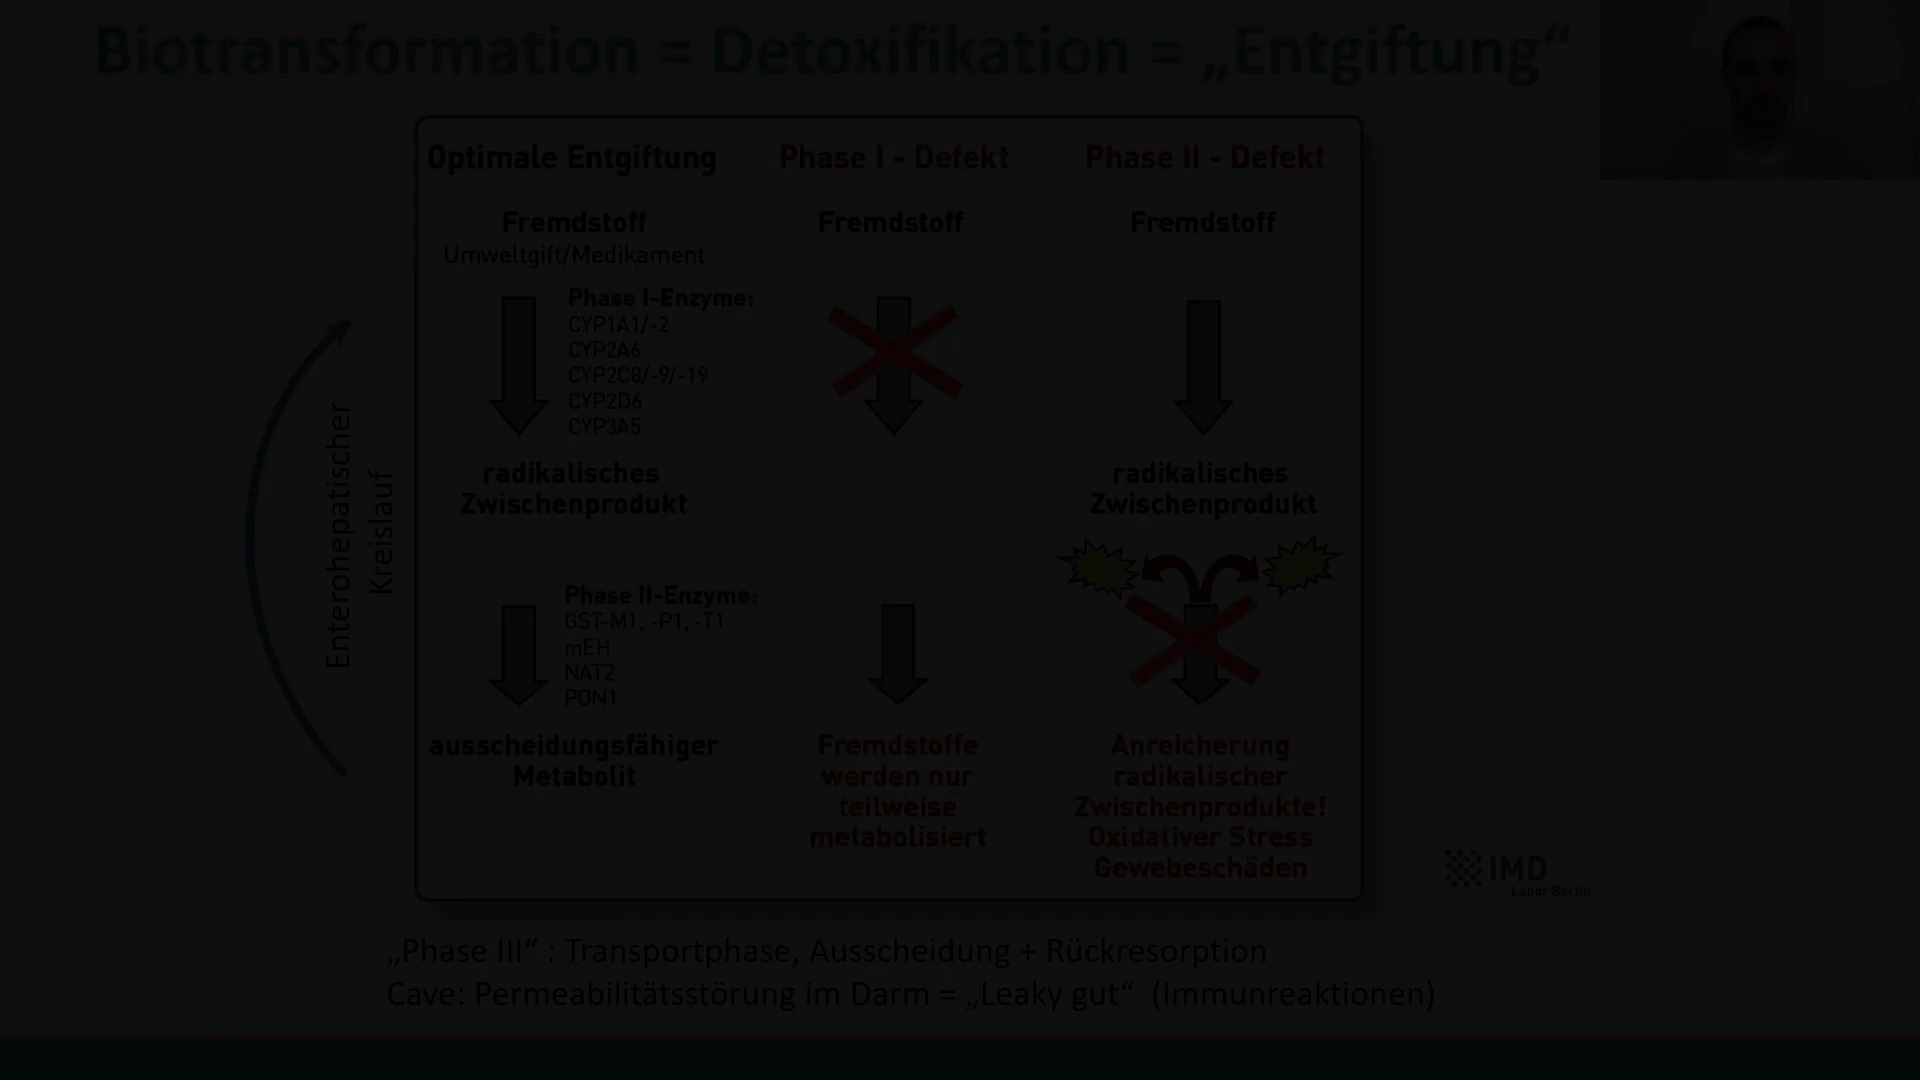 Biotransformation = Detoxifikation = „Entgiftung“
Optimale Entgiftung
Fremdstoff
Umweltgift/Medikament
Phase I-Enzyme:
CYP1A1/-2
CYP2A6
CYP2C8/-9/-19
CYP2D6
CYP3A5
radikalisches
Zwischenprodukt
Phase II-Enzyme:
GST-M1, -P1, -T1
mEH
NAT2
PON1
ausscheidungsfähiger
Metabolit
Phase I - Defekt
Fremdstoff
Fremdstoffe
werden nur
teilweise
metabolisiert
Phase II - Defekt
Fremdstoff
radikalisches
Zwischenprodukt
Anreicherung
radikalischer
Zwischenprodukte!
Oxidativer Stress
Gewebeschäden
Enterohepatischer
Kreislauf
IMD
Labor Berlin
„Phase III“ : Transportphase, Ausscheidung + Rückresorption
Cave: Permeabilitätsstörung im Darm = „Leaky gut“ (Immunreaktionen)